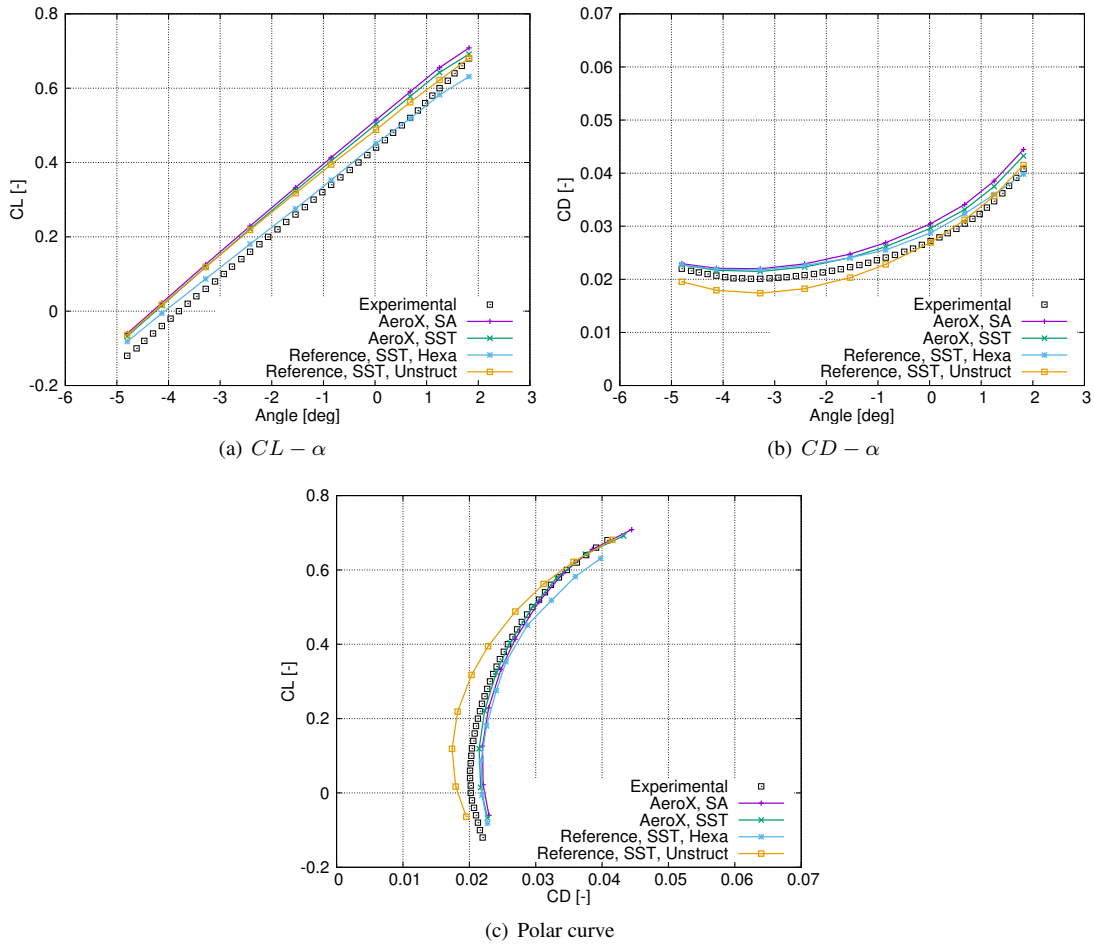 0.8
0.6
0.4
0.2
0
-0.2
CL [-]
-6 -5 -4 -3 -2 -1 0 1 2 3
Angle [deg]
Experimental
AeroX, SA
AeroX, SST
Reference, SST, Hexa
Reference, SST, Unstruct
(a) CL − α
0.07
0.06
0.05
0.04
0.03
0.02
0.01
0
CD [-]
-6 -5 -4 -3 -2 -1 0 1 2 3
Angle [deg]
Experimental
AeroX, SA
AeroX, SST
Reference, SST, Hexa
Reference, SST, Unstruct
(b) CD − α
0.8
0.6
0.4
0.2
0
-0.2
CL [-]
0 0.01 0.02 0.03 0.04 0.05 0.06 0.07
CD [-]
Experimental
AeroX, SA
AeroX, SST
Reference, SST, Hexa
Reference, SST, Unstruct
(c) Polar curve